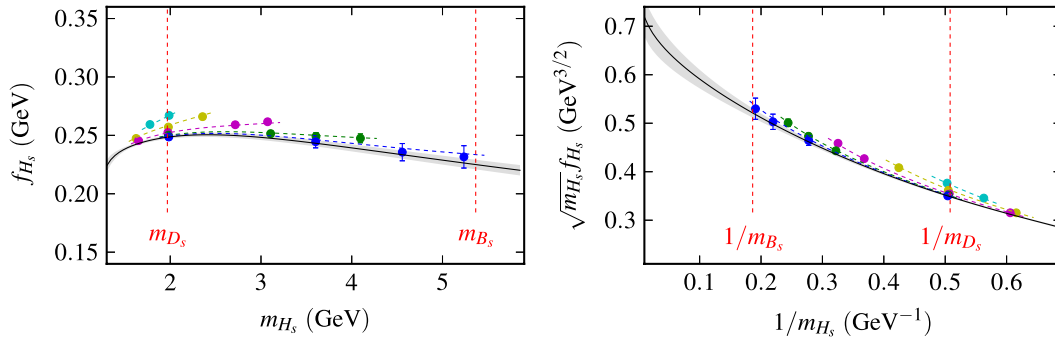 0.35
0.30
0.25
0.20
0.15
f_{H_s} (GeV)
m_{D_s}
m_{B_s}
2 3 4 5
m_{H_s} (GeV)
0.7
0.6
0.5
0.4
0.3
√m_{H_s} f_{H_s} (GeV^{3/2})
1/m_{B_s}
1/m_{D_s}
0.1 0.2 0.3 0.4 0.5 0.6
1/m_{H_s} (GeV^{−1})